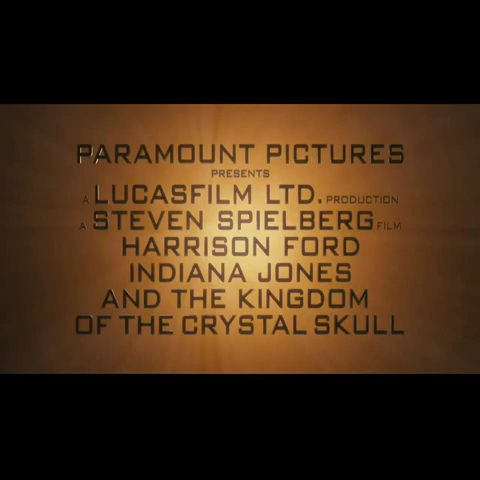 PARAMOUNT PICTURES
PRESENTS
A LUCASFILM LTD. PRODUCTION
A STEVEN SPIELBERG FILM
HARRISON FORD
INDIANA JONES
AND THE KINGDOM
OF THE CRYSTAL SKULL